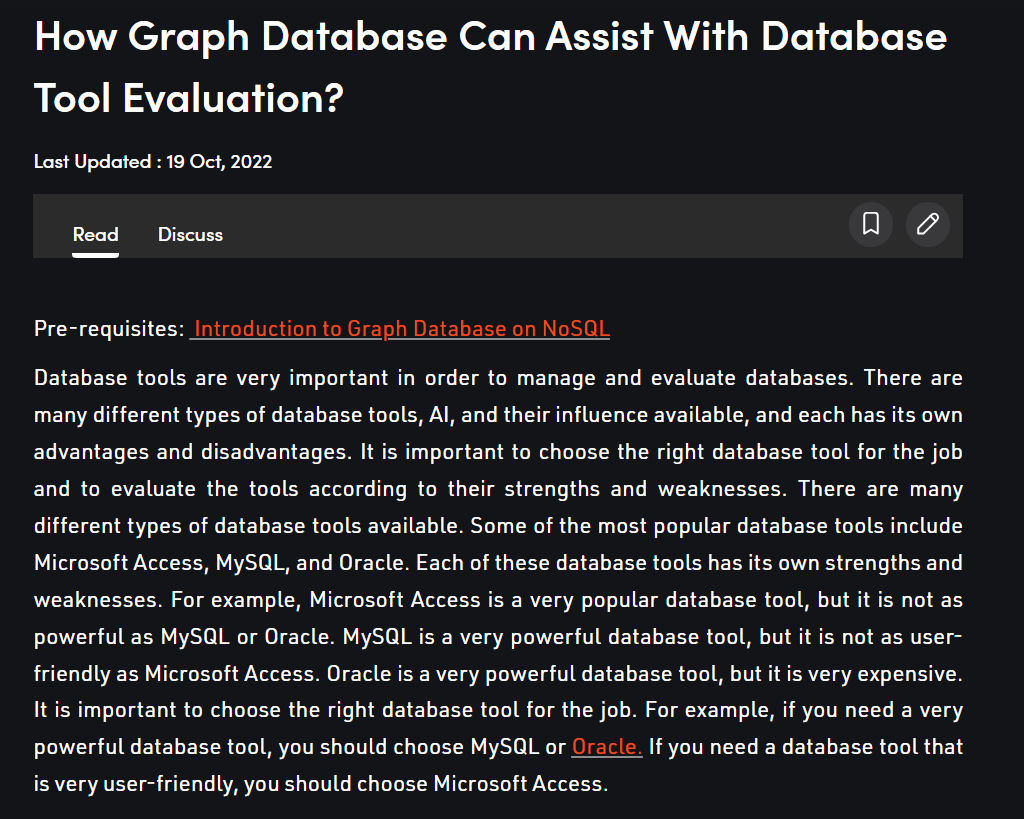 How Graph Database Can Assist With Database
Tool Evaluation?
Last Updated : 19 Oct, 2022
Read Discuss
Pre-requisites: Introduction to Graph Database on NoSQL
Database tools are very important in order to manage and evaluate databases. There are
many different types of database tools, AI, and their influence available, and each has its own
advantages and disadvantages. It is important to choose the right database tool for the job
and to evaluate the tools according to their strengths and weaknesses. There are many
different types of database tools available. Some of the most popular database tools include
Microsoft Access, MySQL, and Oracle. Each of these database tools has its own strengths and
weaknesses. For example, Microsoft Access is a very popular database tool, but it is not as
powerful as MySQL or Oracle. MySQL is a very powerful database tool, but it is not as user-
friendly as Microsoft Access. Oracle is a very powerful database tool, but it is very expensive.
It is important to choose the right database tool for the job. For example, if you need a very
powerful database tool, you should choose MySQL or Oracle. If you need a database tool that
is very user-friendly, you should choose Microsoft Access.